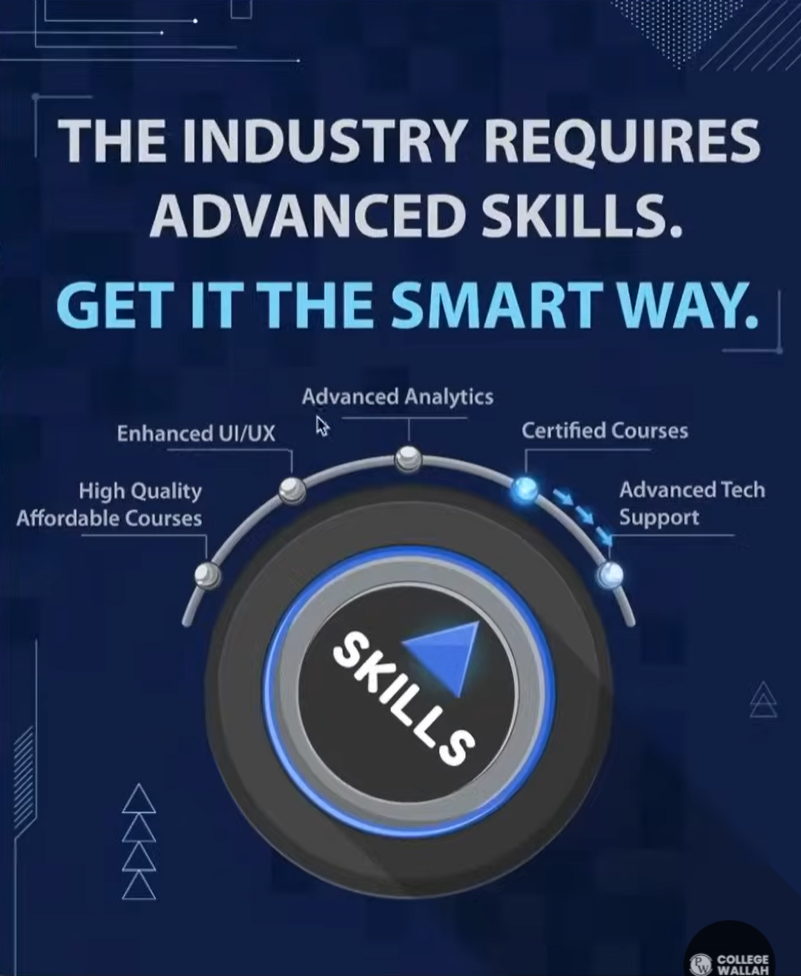 THE INDUSTRY REQUIRES
ADVANCED SKILLS.
GET IT THE SMART WAY.
Advanced Analytics
Enhanced UI/UX
Certified Courses
High Quality
Affordable Courses
Advanced Tech
Support
SKILLS
COLLEGE
WALLAH